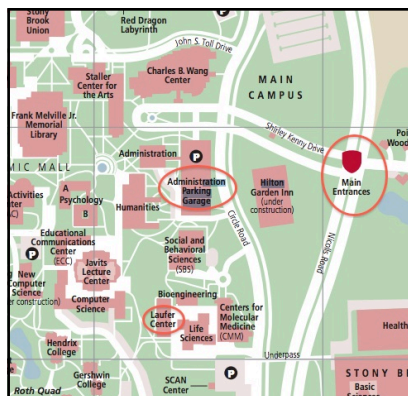 Stony
Brook
Union
Red Dragon
Labyrinth
John S. Toll Drive
Staller
Center for
the Arts
Charles B. Wang
Center
MAIN
CAMPUS
Frank Melville Jr.
Memorial
Library
Shirley Kenny Drive
Poi
Woo
P
MIC MALL
Administration
Main
Entrances
Administration
Parking
Garage
Hilton
Garden Inn
(under
construction)
Activities
Center
AC)
A
Psychology
B
Humanities
Circle Road
Nicolls Road
Educational
Communications
Center
(ECC)
Social and
Behavioral
Sciences
(SBS)
P
Javits
Lecture
Center
New
Computer
Science
er construction)
Computer
Science
Bioengineering
Laufer
Center
Life
Sciences
Centers for
Molecular
Medicine
(CMM)
Health
Hendrix
College
Underpass
Gershwin
College
Roth Quad
SCAN
Center
P
STONY B
Basic